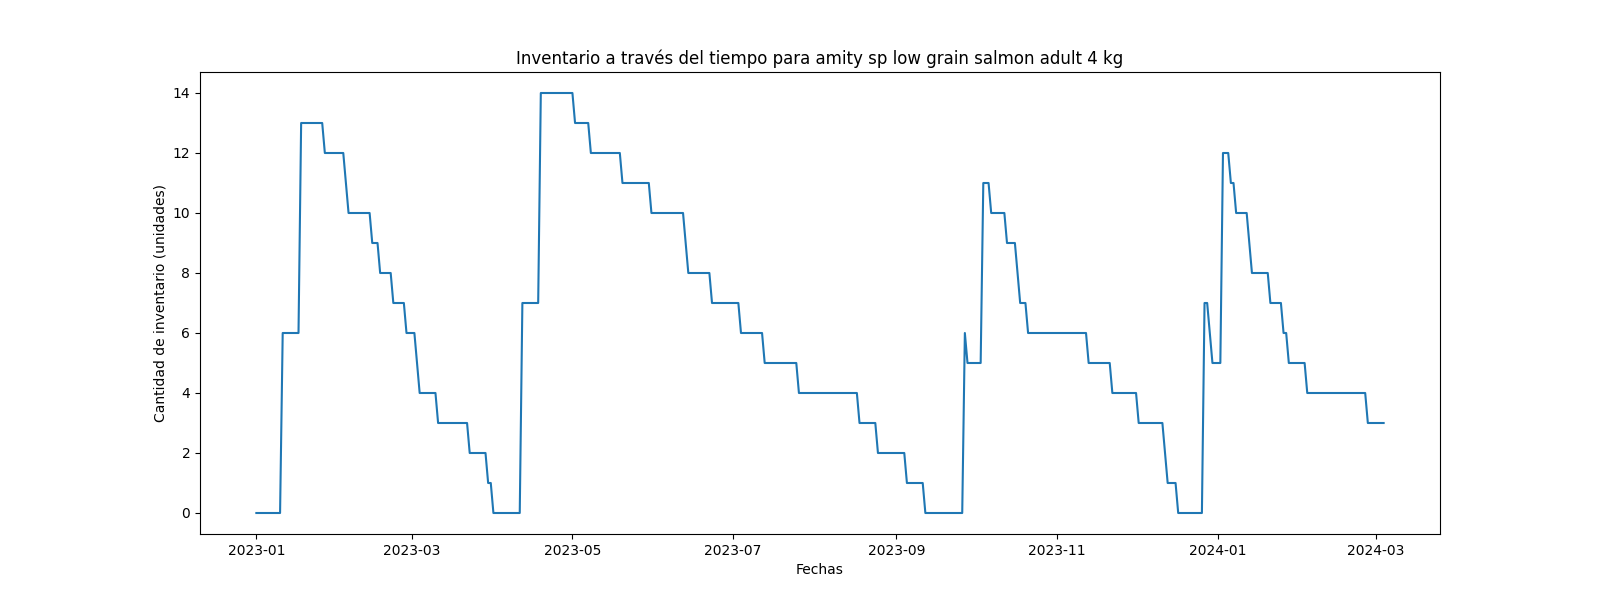 Inventario a través del tiempo para amity sp low grain salmon adult 4 kg
Cantidad de inventario (unidades)
14
12
10
8
6
4
2
0
2023-01 2023-03 2023-05 2023-07 2023-09 2023-11 2024-01 2024-03
Fechas